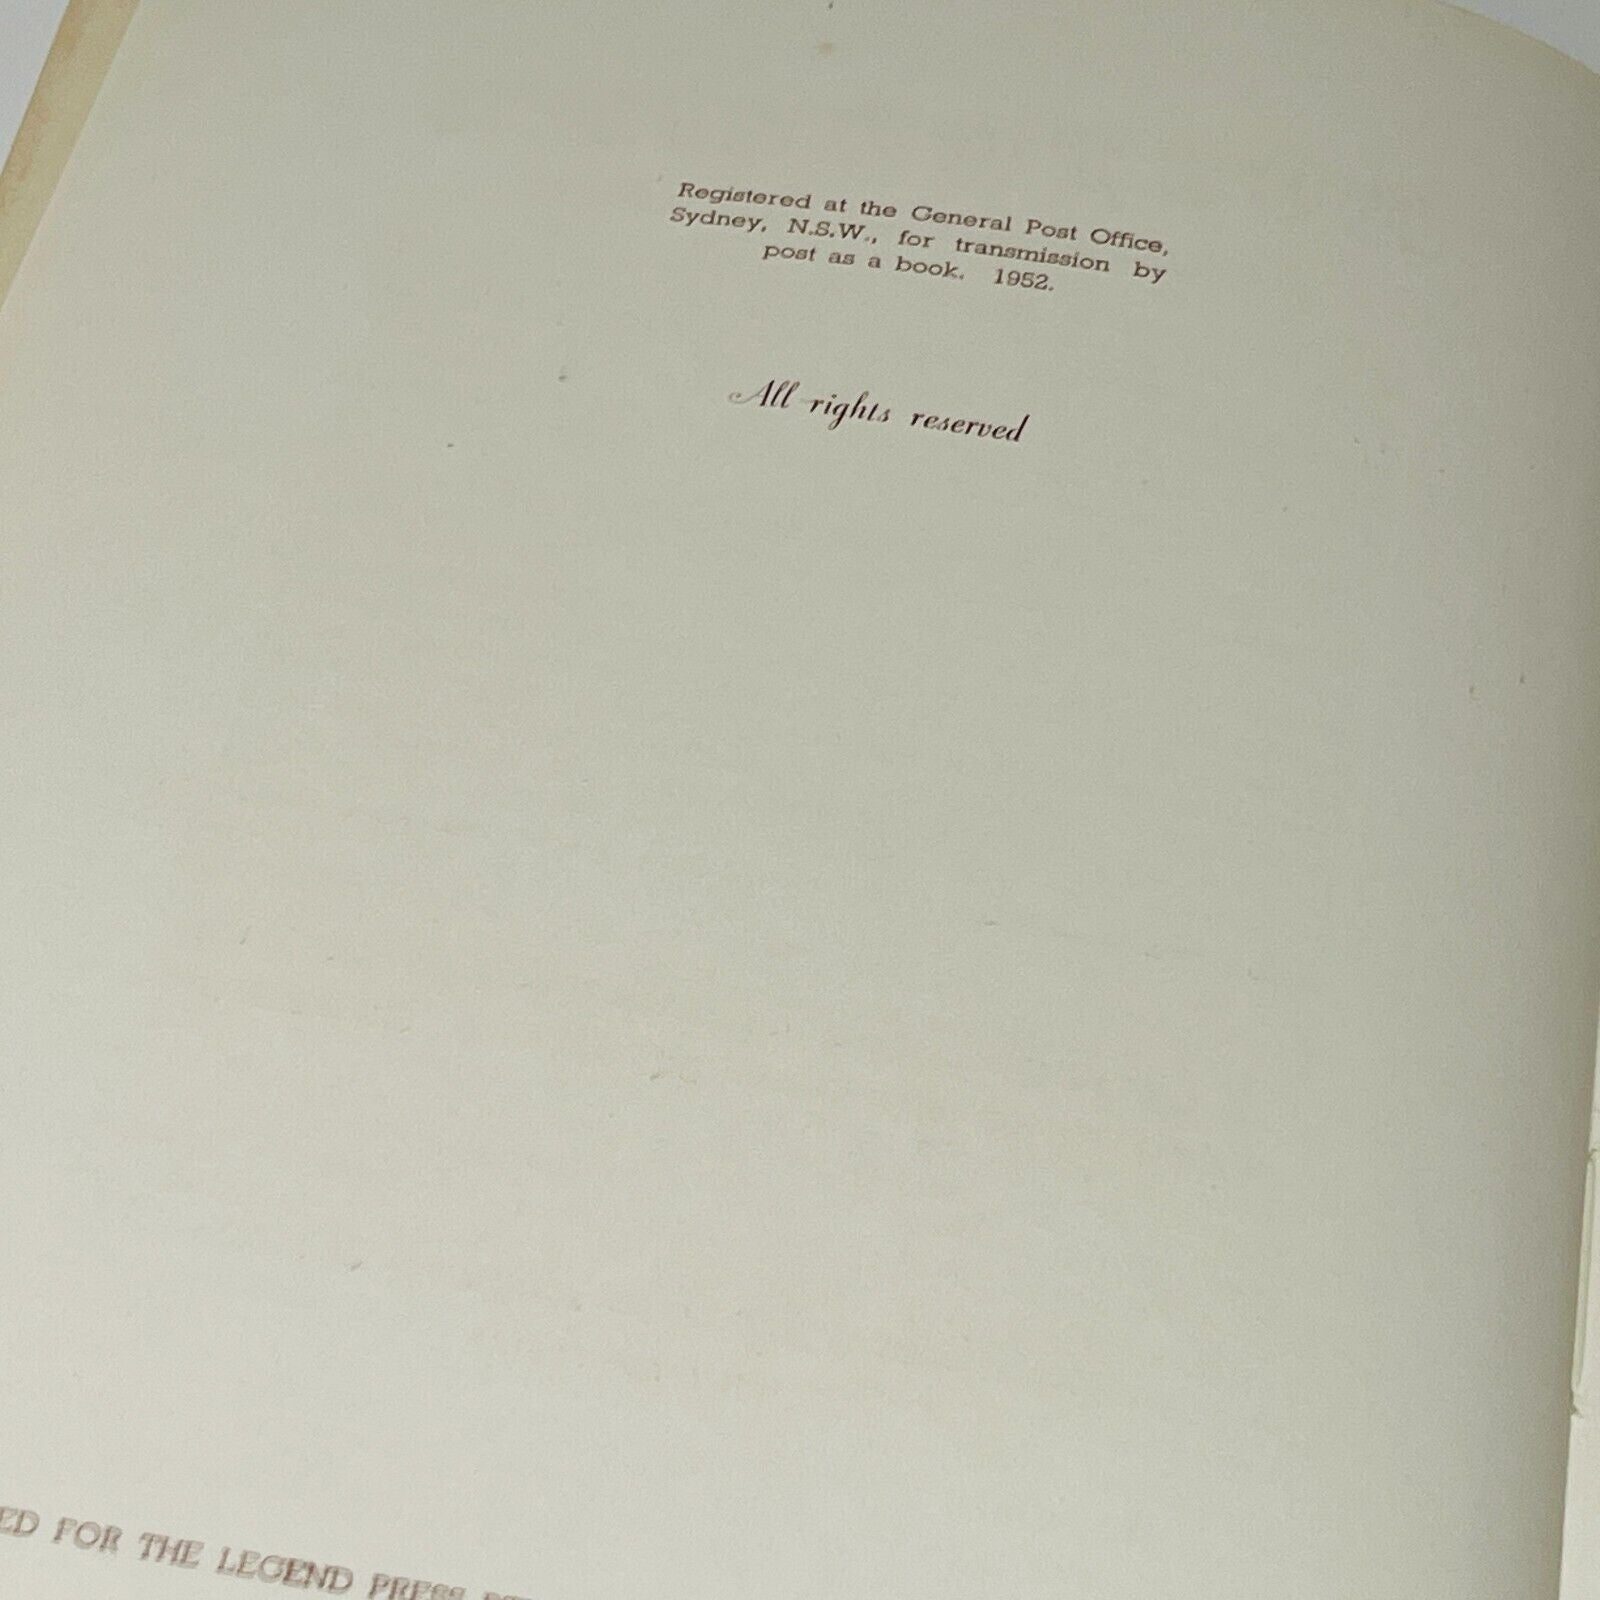 Registered at the General Post Office,
Sydney, N.S.W., for transmission by
post as a book. 1952.
All rights reserved
ED FOR THE LEGEND PRESS